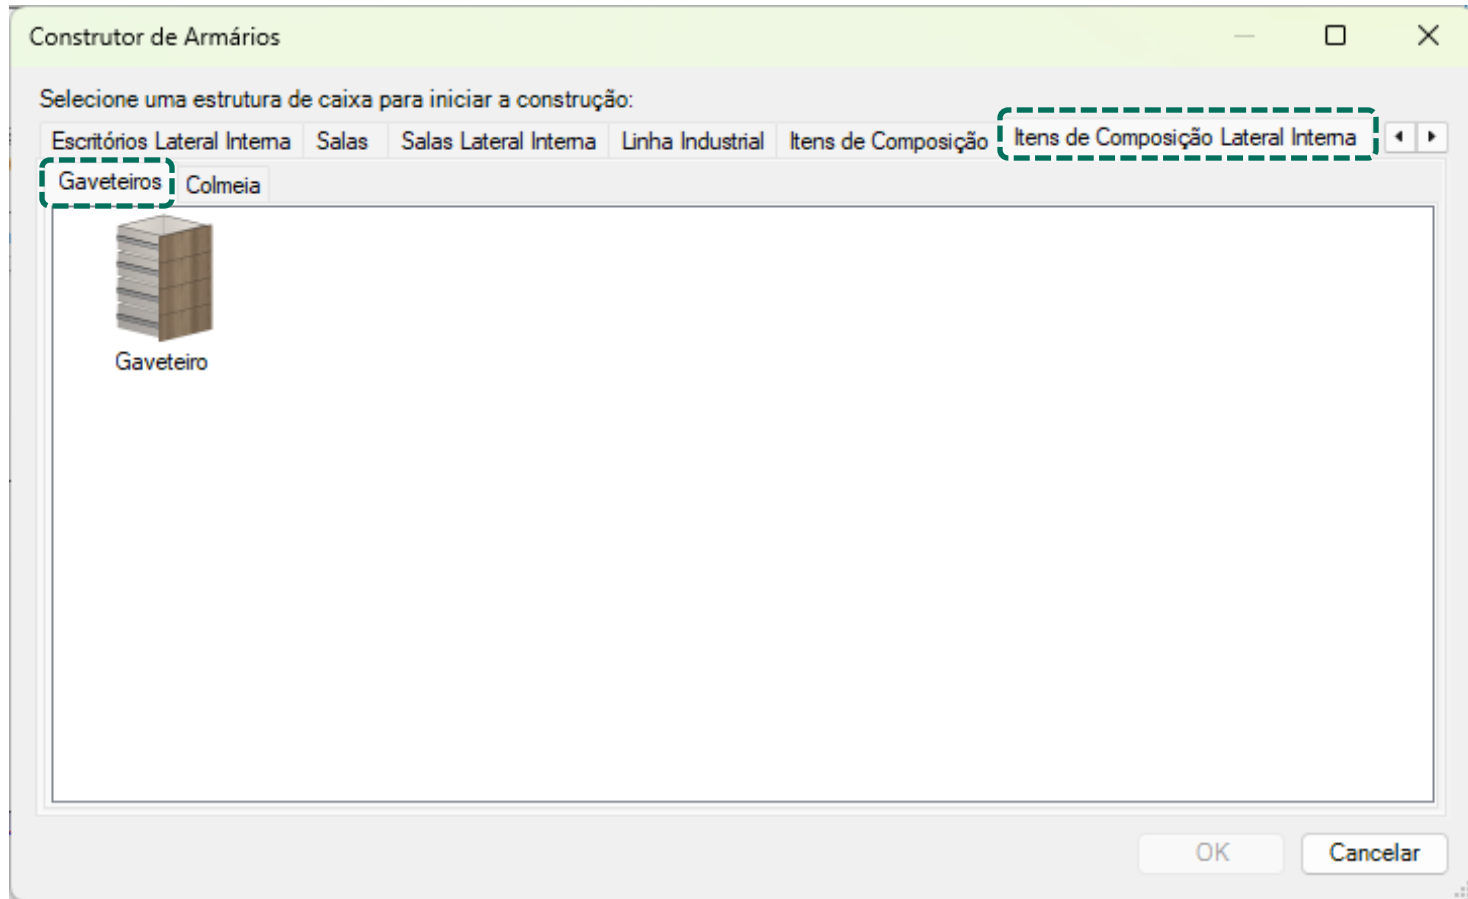 Construtor de Armários
Selecione uma estrutura de caixa para iniciar a construção:
Escritórios Lateral Interna Salas Salas Lateral Interna Linha Industrial Itens de Composição Itens de Composição Lateral Interna
Gaveteiros Colmeia
Gaveteiro
OK Cancelar